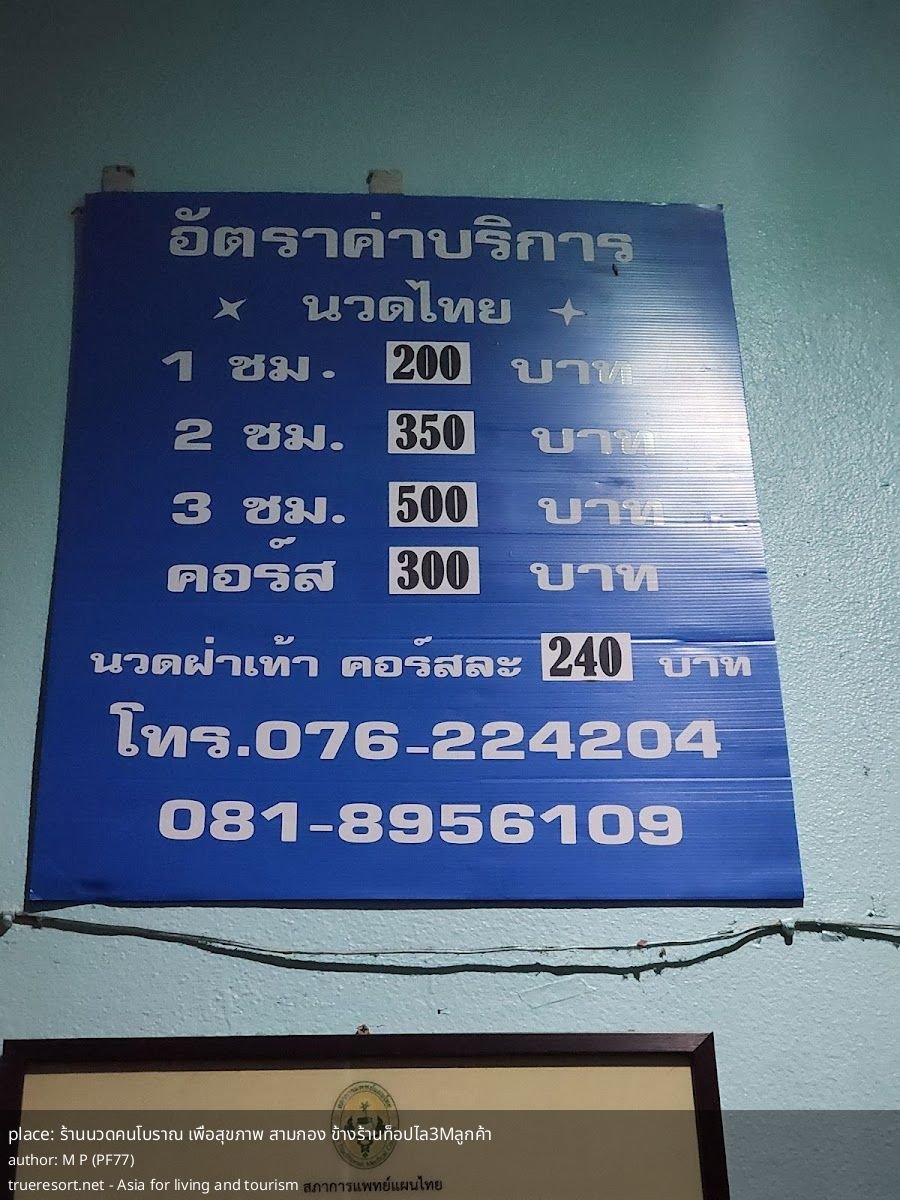 อัตราค่าบริการ
นวดไทย
1 ชม. 200 บาท
2 ชม. 350 บาท
3 ชม. 500 บาท
คอร์ส 300 บาท
นวดฝ่าเท้า คอร์สละ 240 บาท
โทร.076-224204
081-8956109
สภาการแพทย์แผนไทย
place: ร้านนวดคนโบราณ เพื่อสุขภาพ สามกอง ข้างร้านท็อปไล3Mลูกค้า
author: M P (PF77)
trueresort.net - Asia for living and tourism